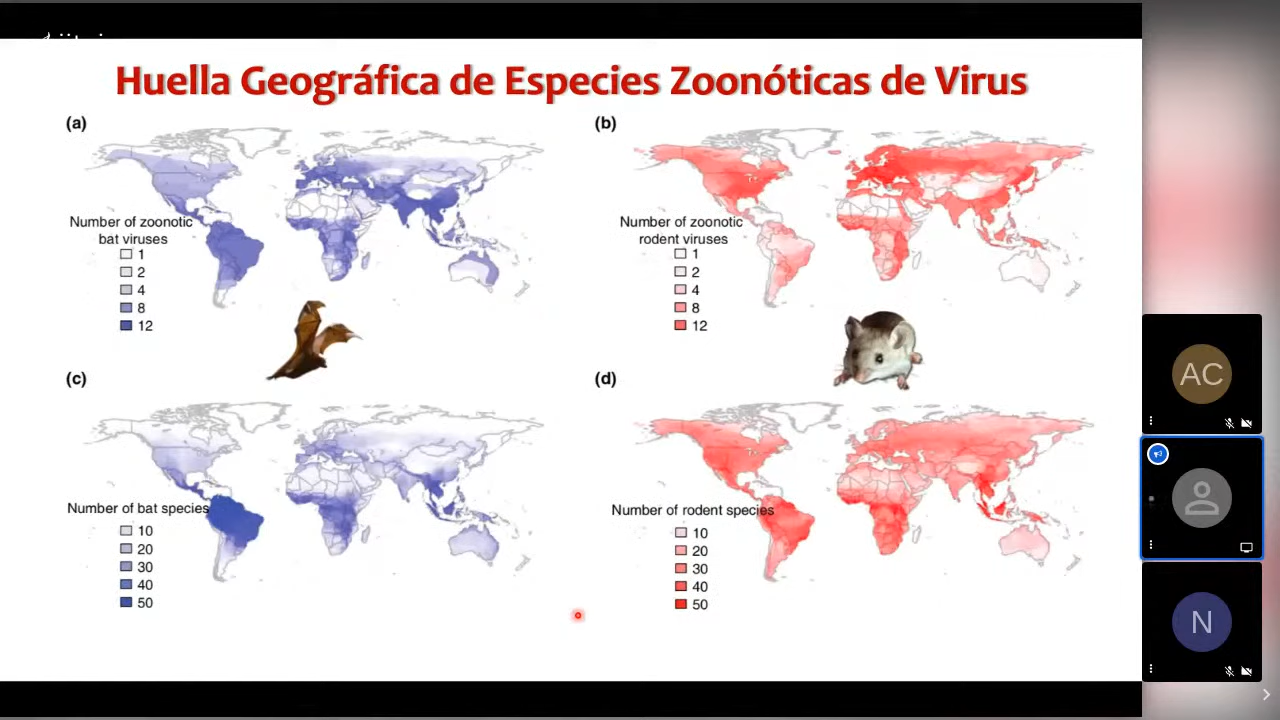 Huella Geográfica de Especies Zoonóticas de Virus
(a)
Number of zoonotic
bat viruses
1
2
4
8
12
(b)
Number of zoonotic
rodent viruses
1
2
4
8
12
(c)
Number of bat species
10
20
30
40
50
(d)
Number of rodent species
10
20
30
40
50
AC
N